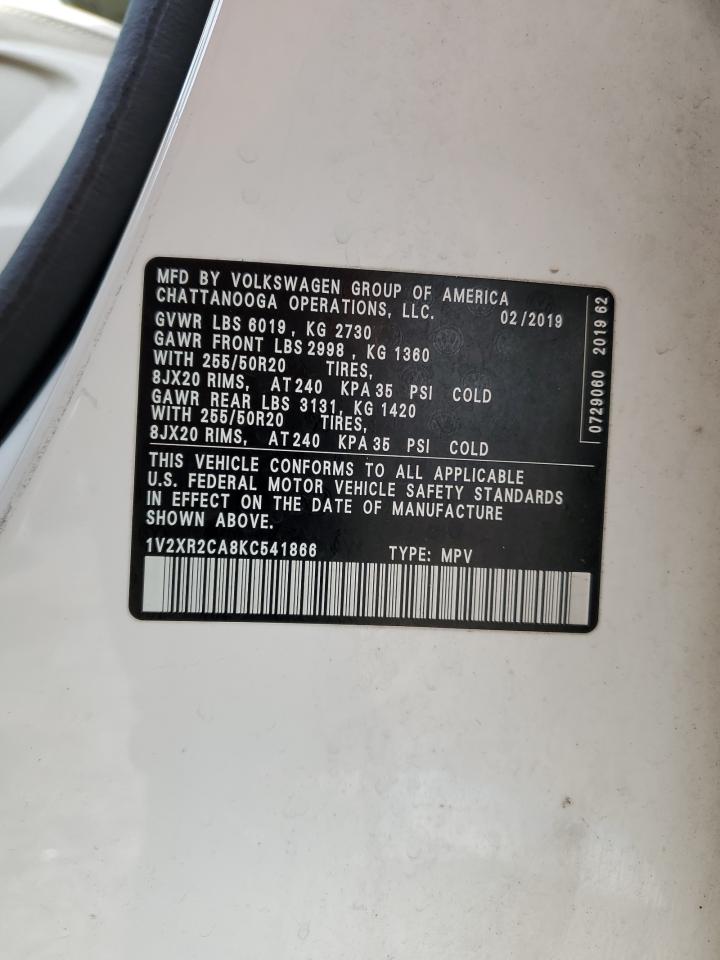 MFD BY VOLKSWAGEN GROUP OF AMERICA
CHATTANOOGA OPERATIONS, LLC. 02/2019
GVWR LBS 6019, KG 2730
GAWR FRONT LBS 2998, KG 1360
WITH 255/50R20 TIRES,
8JX20 RIMS, AT 240 KPA 35 PSI COLD
GAWR REAR LBS 3131, KG 1420
WITH 255/50R20 TIRES,
8JX20 RIMS, AT 240 KPA 35 PSI COLD
THIS VEHICLE CONFORMS TO ALL APPLICABLE
U.S. FEDERAL MOTOR VEHICLE SAFETY STANDARDS
IN EFFECT ON THE DATE OF MANUFACTURE
SHOWN ABOVE.
1V2XR2CA8KC541866 TYPE: MPV
0729060 2019 62